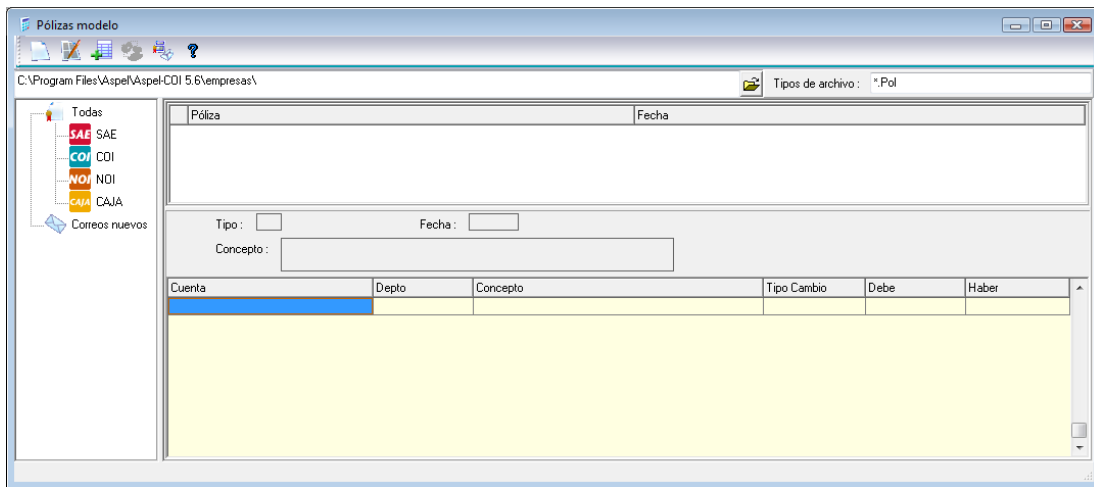 Pólizas modelo
?
C:\Program Files\Aspel\Aspel-COI 5.6\empresas\ Tipos de archivo : *.Pol
Todas
SAE SAE
COI COI
NOI NOI
CAJA CAJA
Correos nuevos
Póliza Fecha
Tipo : Fecha :
Concepto :
Cuenta Depto Concepto Tipo Cambio Debe Haber